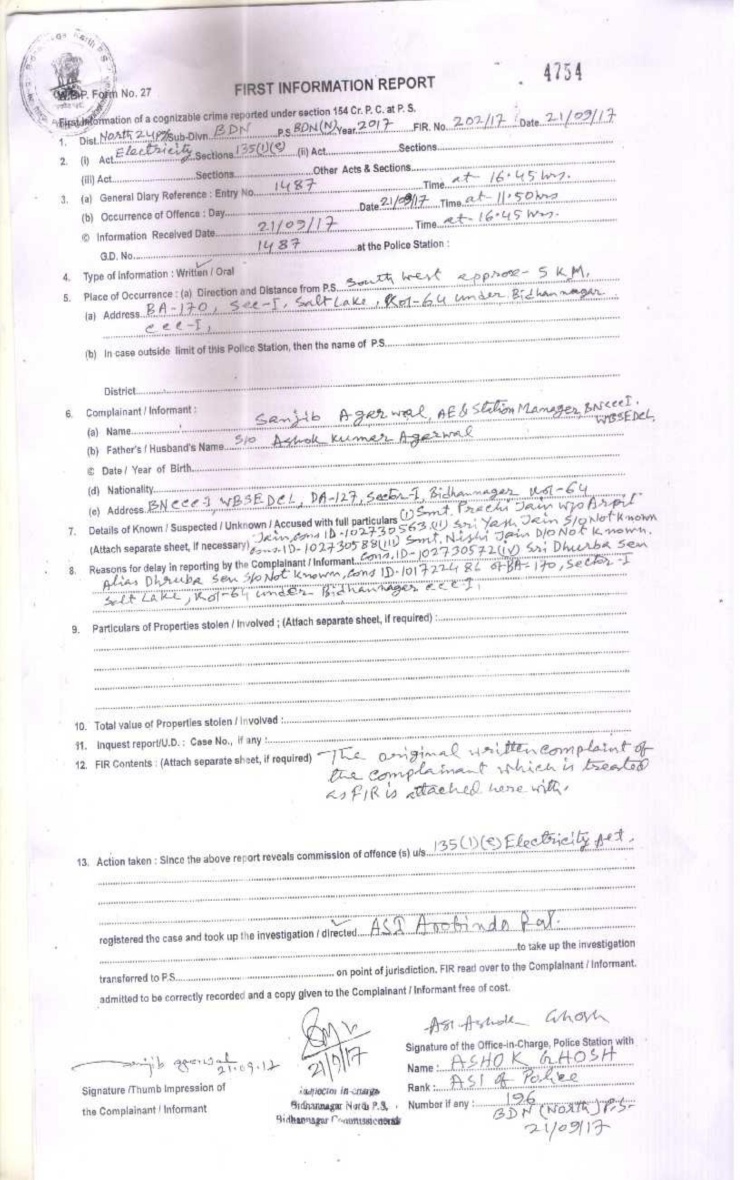 4754
W.B.P. Form No. 27
FIRST INFORMATION REPORT
First Information of a cognizable crime reported under section 154 Cr. P. C. at P. S.
1. Dist. North 24 Pgs Sub-Divn. BDN P.S. BDN(N) Year 2017 FIR. No. 202/17 Date 21/09/17
2. (i) Act Electricity Sections 135(1)(e) (ii) Act Sections
(iii) Act Sections Other Acts & Sections
3. (a) General Diary Reference : Entry No. 1487 Time at 16.45 hrs.
(b) Occurrence of Offence : Day Date 21/09/17 Time at 11.50 hrs
© Information Received Date 21/09/17 Time at 16.45 hrs.
G.D. No. 1487 at the Police Station :
4. Type of Information : Written / Oral
5. Place of Occurrence : (a) Direction and Distance from P.S. South West approx- 5 KM,
(a) Address BA-170, Sec-I, Salt Lake, Kol-64 under Bidhannagar
ccc-I,
(b) In case outside limit of this Police Station, then the name of P.S.
District
6. Complainant / Informant :
(a) Name Sanjib Agarwal, AE & Station Manager, BNcccI.
WBSEDCL
(b) Father's / Husband's Name S/o Ashok Kumar Agarwal
© Date / Year of Birth
(d) Nationality
(e) Address BNccc-I WBSEDCL, DA-127, Sector-I, Bidhannagar Kol-64
7. Details of Known / Suspected / Unknown / Accused with full particulars (I) Smt. Prachi Jain W/o Arpit
(Attach separate sheet, if necessary) Jain, cons ID-102730563 (II) Sri Yash Jain S/o Not Known
cons. ID-102730588 (III) Smt. Nishi Jain D/O Not Known.
8. Reasons for delay in reporting by the Complainant / Informant cons. ID-102730572 (IV) Sri Dhurba Sen
Alias Dhruba Sen S/o Not Known, cons ID-101722486 of BA-170, Sector-I
Salt Lake, Kol-64 under Bidhannagar ccc-I,
9. Particulars of Properties stolen / Involved ; (Attach separate sheet, if required) :
10. Total value of Properties stolen / Involved :
11. Inquest report/U.D. : Case No., if any :
12. FIR Contents : (Attach separate sheet, if required) The original written complaint of
the complainant which is treated
as FIR is attached here with.
13. Action taken : Since the above report reveals commission of offence (s) u/s 135(1)(e) Electricity Act.
registered the case and took up the investigation / directed ASI Arobindo
to take up the investigation
transferred to P.S. on point of jurisdiction, FIR read over to the Complainant / Informant.
admitted to be correctly recorded and a copy given to the Complainant / Informant free of cost.
ASI Ashok Ghosh
21/9/17
21.09.17
Signature of the Office-in-Charge, Police Station with
Name : ASHOK GHOSH
Signature /Thumb Impression of
the Complainant / Informant
Inspector in-charge
Bidhannagar North P.S.
Bidhannagar Commissionerate
Rank : ASI of Police
Number if any : 196
BDN (North) P.S-
21/09/17